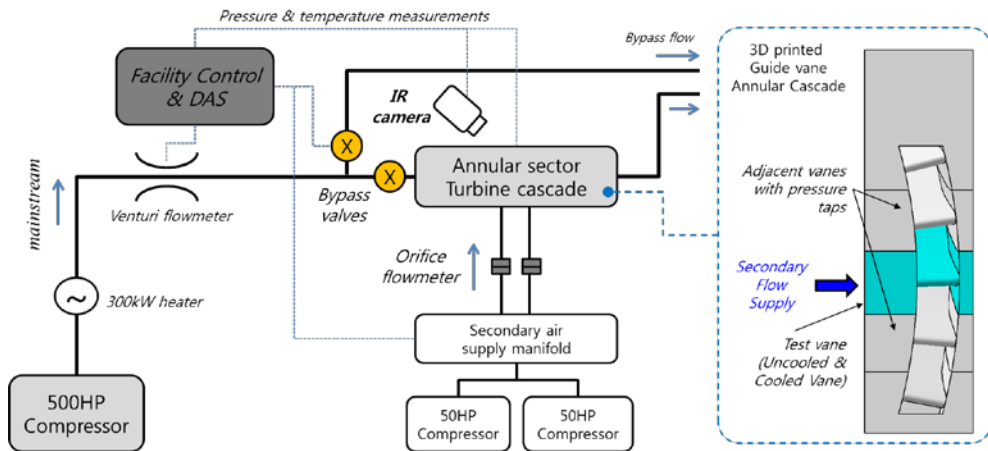 Pressure & temperature measurements
Facility Control
& DAS
IR
camera
Bypass flow
3D printed
Guide vane
Annular Cascade
X
X
Bypass
valves
Annular sector
Turbine cascade
mainstream
Venturi flowmeter
Orifice
flowmeter
300kW heater
Secondary air
supply manifold
500HP
Compressor
50HP
Compressor
50HP
Compressor
Adjacent vanes
with pressure
taps
Secondary
Flow
Supply
Test vane
(Uncooled &
Cooled Vane)